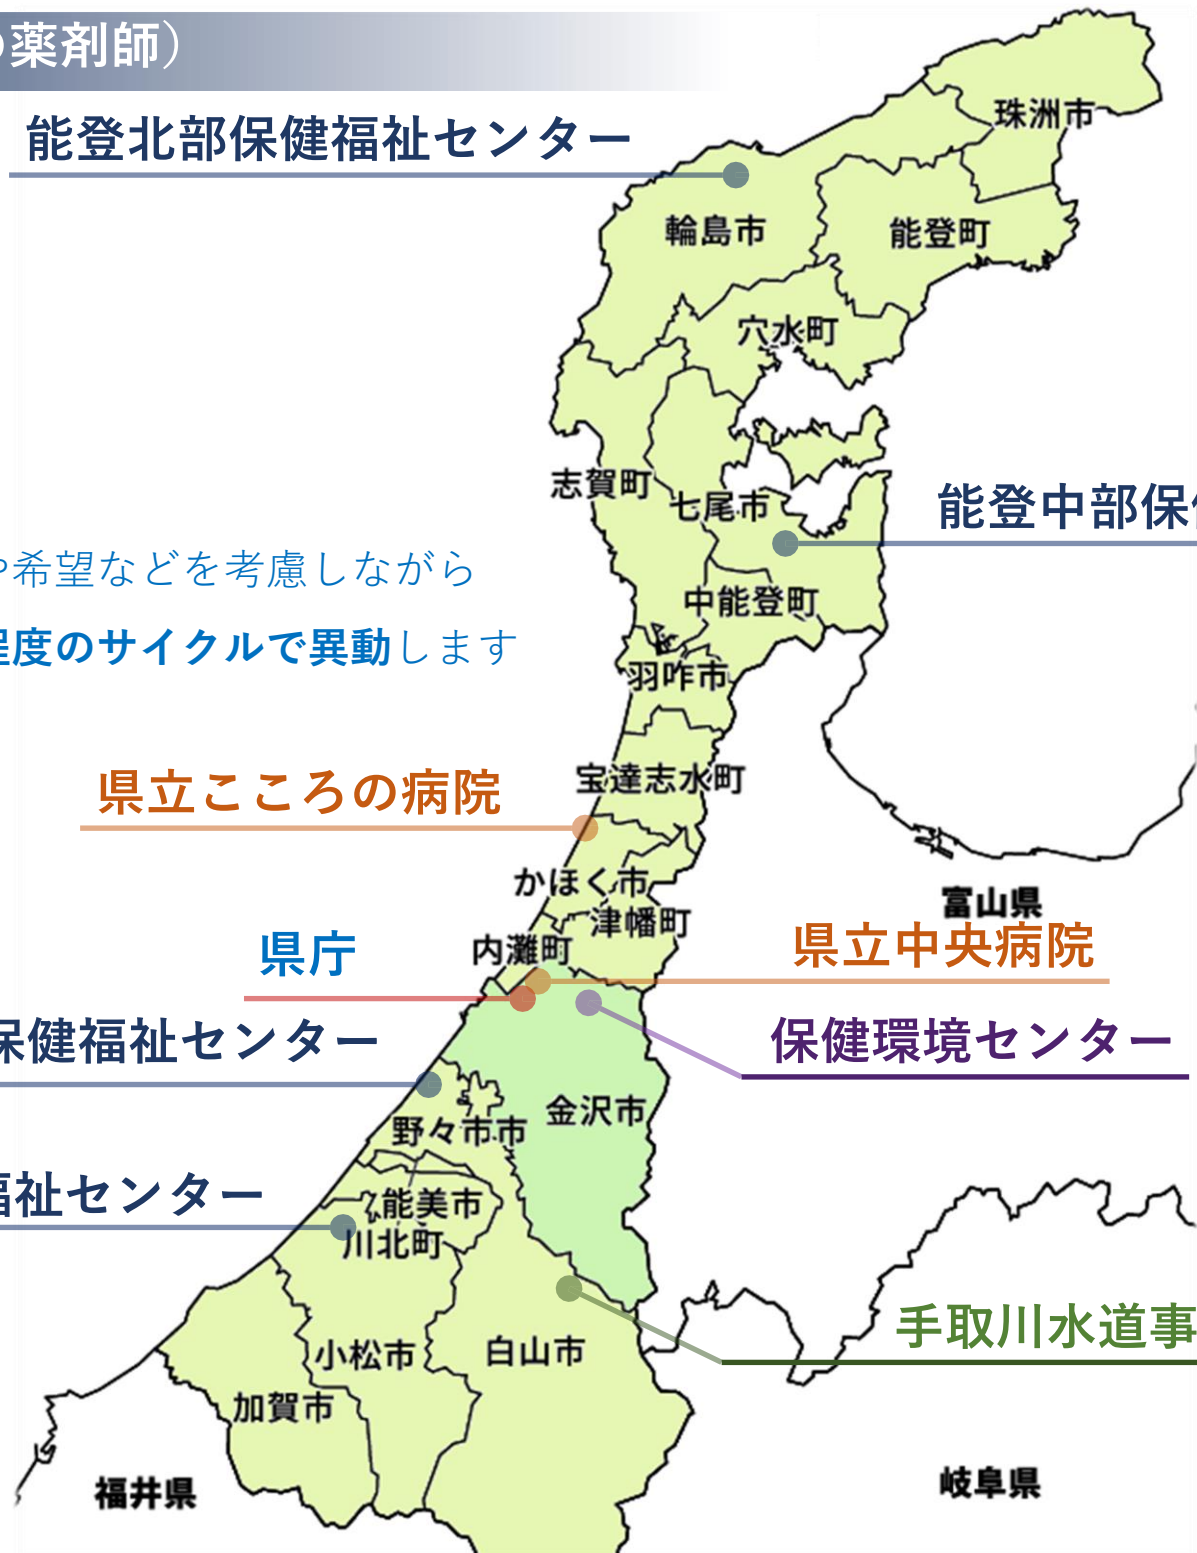 薬剤師）
能登北部保健福祉センター
珠洲市
輪島市
能登町
穴水町
志賀町
七尾市
能登中部保
や希望などを考慮しながら
程度のサイクルで異動します
中能登町
羽咋市
宝達志水町
県立こころの病院
かほく市
津幡町
富山県
内灘町
県庁
県立中央病院
保健福祉センター
保健環境センター
金沢市
野々市市
福祉センター
能美市
川北町
手取川水道事
小松市
白山市
加賀市
福井県
岐阜県